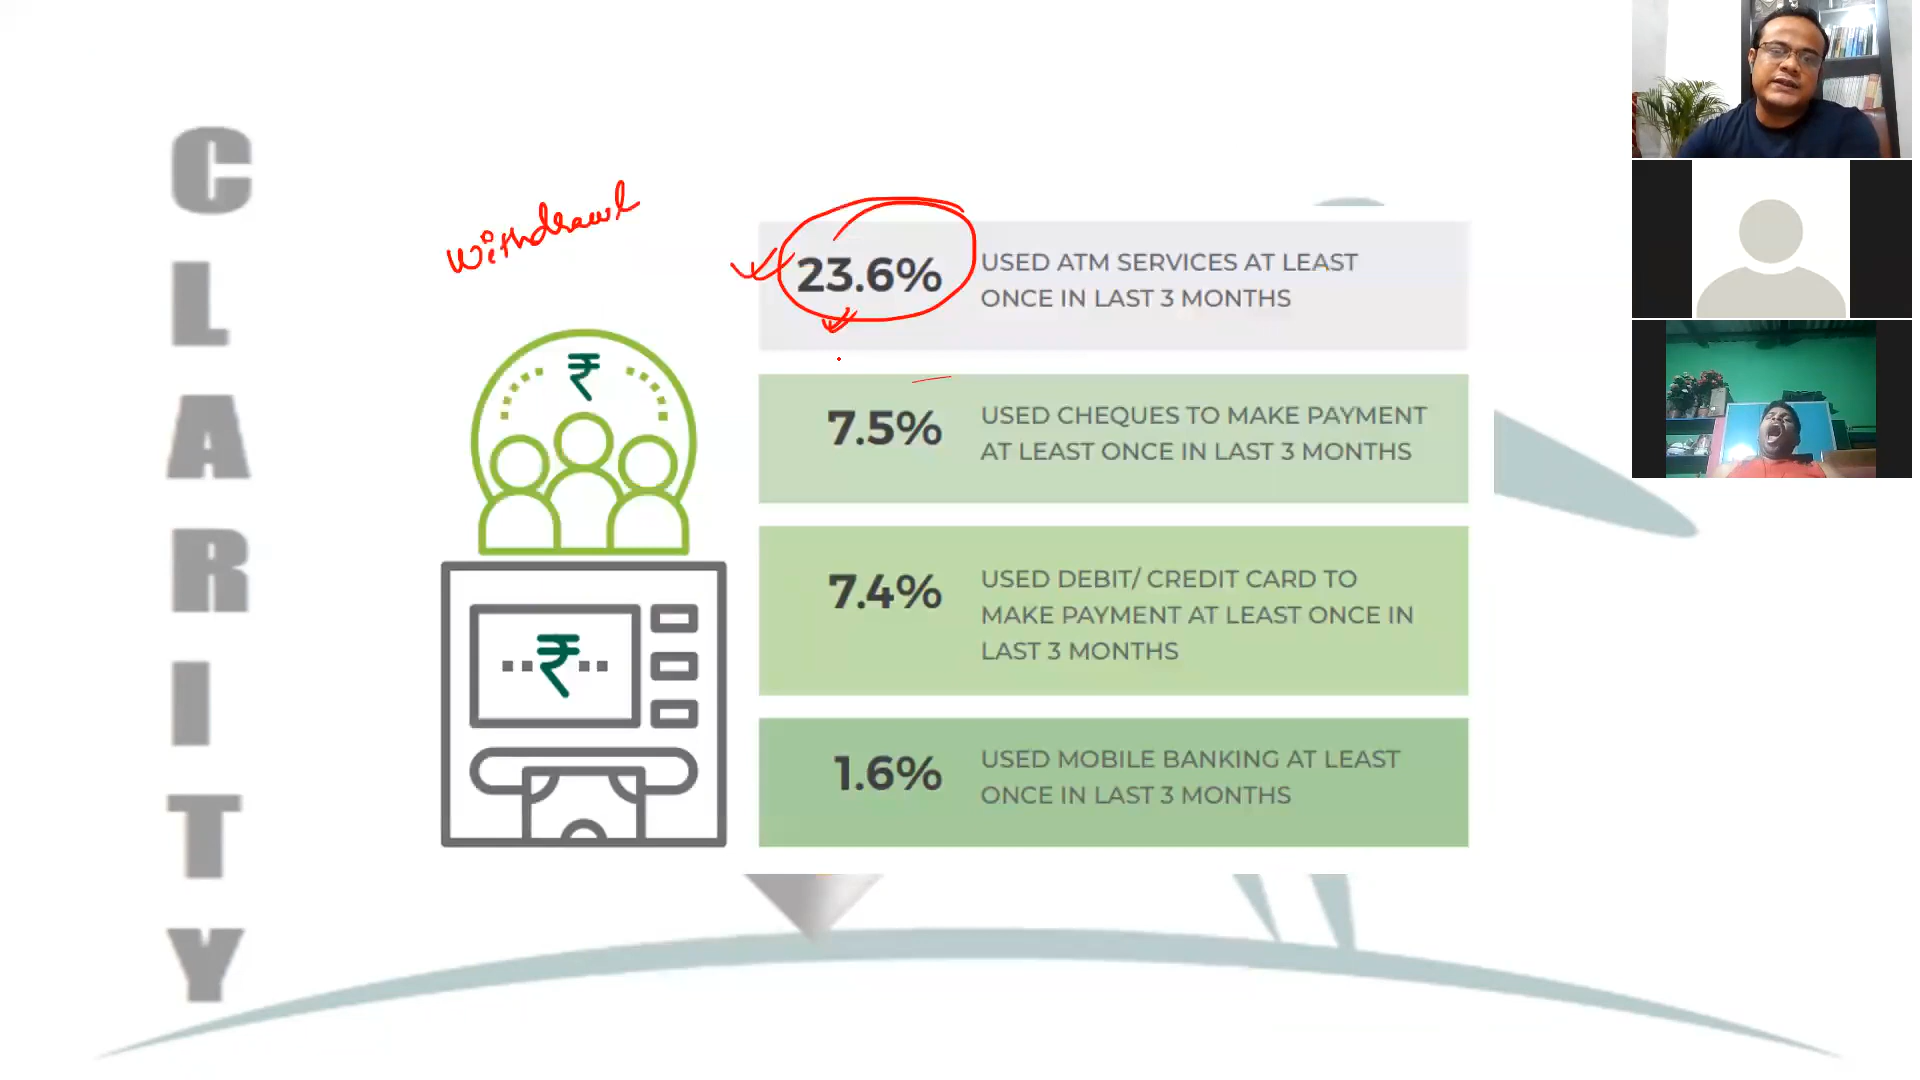 CLARITY
Withdrawl
23.6%
USED ATM SERVICES AT LEAST
ONCE IN LAST 3 MONTHS
7.5%
USED CHEQUES TO MAKE PAYMENT
AT LEAST ONCE IN LAST 3 MONTHS
7.4%
USED DEBIT/ CREDIT CARD TO
MAKE PAYMENT AT LEAST ONCE IN
LAST 3 MONTHS
1.6%
USED MOBILE BANKING AT LEAST
ONCE IN LAST 3 MONTHS
₹
₹